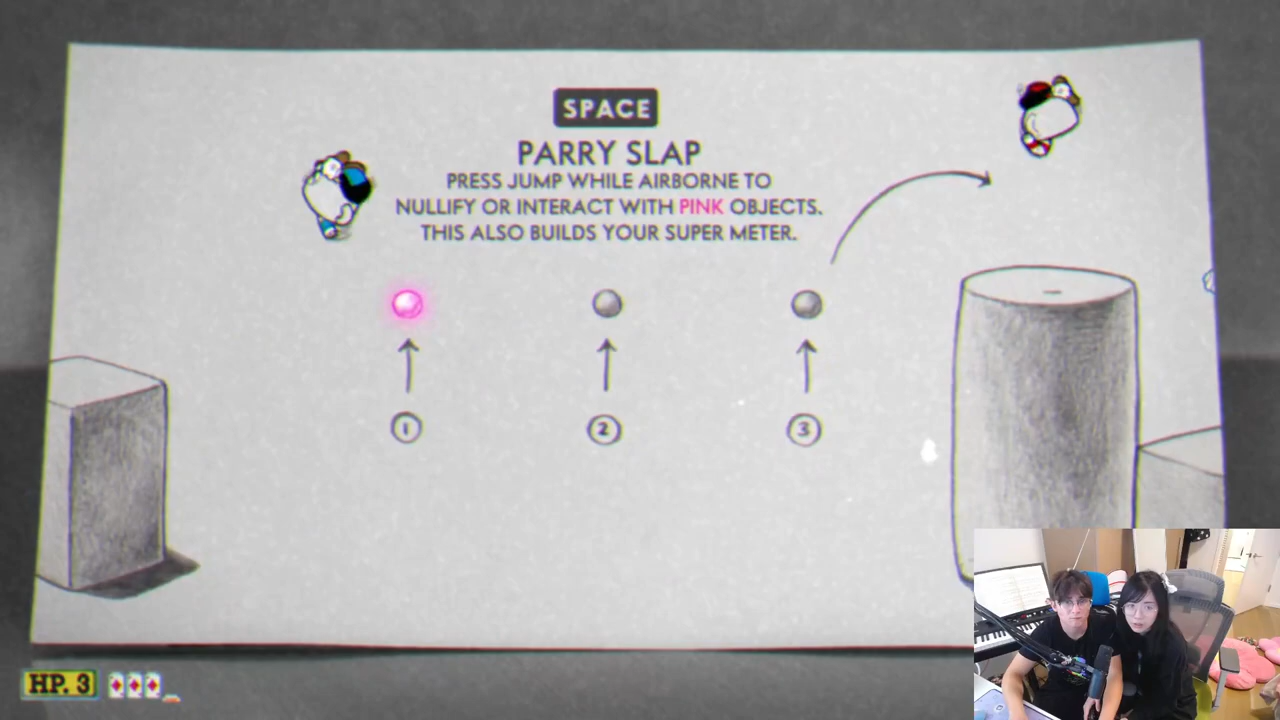 SPACE
PARRY SLAP
PRESS JUMP WHILE AIRBORNE TO
NULLIFY OR INTERACT WITH PINK OBJECTS.
THIS ALSO BUILDS YOUR SUPER METER.
1 2 3
HP. 3